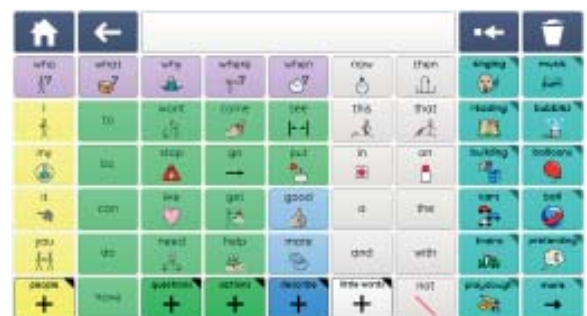 who what why where when now then singing music
I to want come see this that reading bubbles
my be stop go put in on building balloons
it can like get good a the cars ball
you do need help more and with trains pretending
people have questions actions describe little words not playdough more